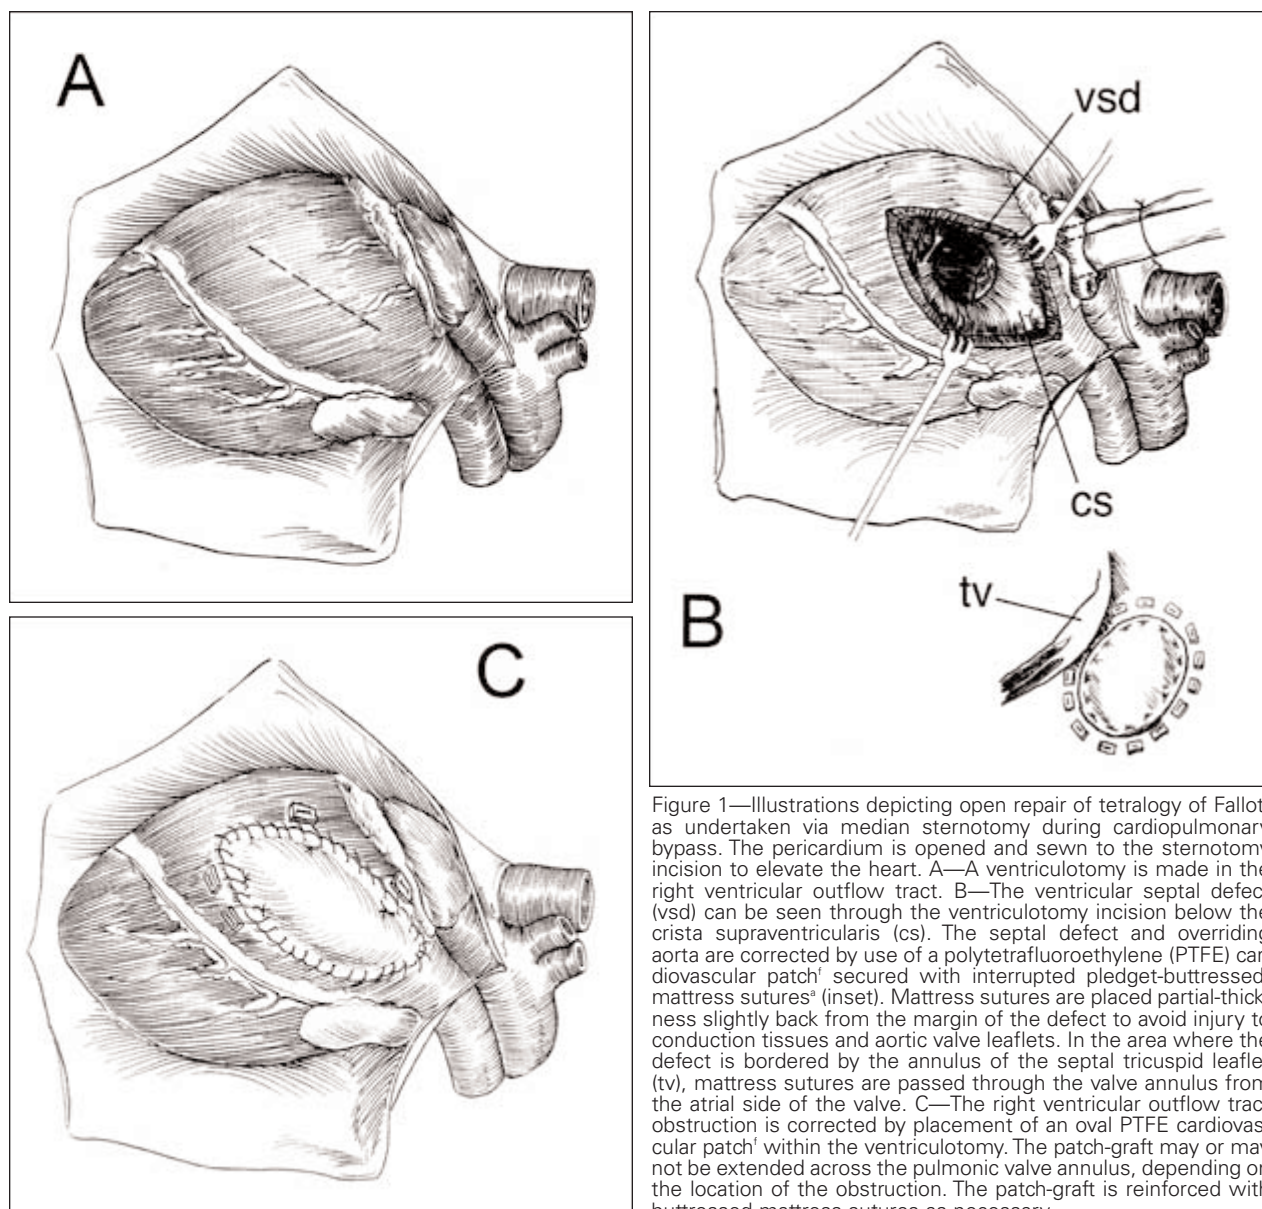 A
vsd
cs
B
tv
C
Figure 1—Illustrations depicting open repair of tetralogy of Fallot
as undertaken via median sternotomy during cardiopulmonary
bypass. The pericardium is opened and sewn to the sternotomy
incision to elevate the heart. A—A ventriculotomy is made in the
right ventricular outflow tract. B—The ventricular septal defec
(vsd) can be seen through the ventriculotomy incision below the
crista supraventricularis (cs). The septal defect and overriding
aorta are corrected by use of a polytetrafluoroethylene (PTFE) car
diovascular patchᶠ secured with interrupted pledget-buttressed
mattress suturesᵃ (inset). Mattress sutures are placed partial-thick
ness slightly back from the margin of the defect to avoid injury to
conduction tissues and aortic valve leaflets. In the area where the
defect is bordered by the annulus of the septal tricuspid leafle
(tv), mattress sutures are passed through the valve annulus from
the atrial side of the valve. C—The right ventricular outflow trac
obstruction is corrected by placement of an oval PTFE cardiovas
cular patchᶠ within the ventriculotomy. The patch-graft may or may
not be extended across the pulmonic valve annulus, depending on
the location of the obstruction. The patch-graft is reinforced with
buttressed mattress sutures as necessary